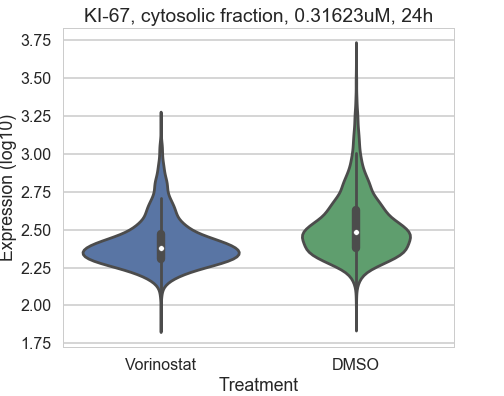 KI-67, cytosolic fraction, 0.31623uM, 24h
Expression (log10)
3.75
3.50
3.25
3.00
2.75
2.50
2.25
2.00
1.75
Vorinostat DMSO
Treatment